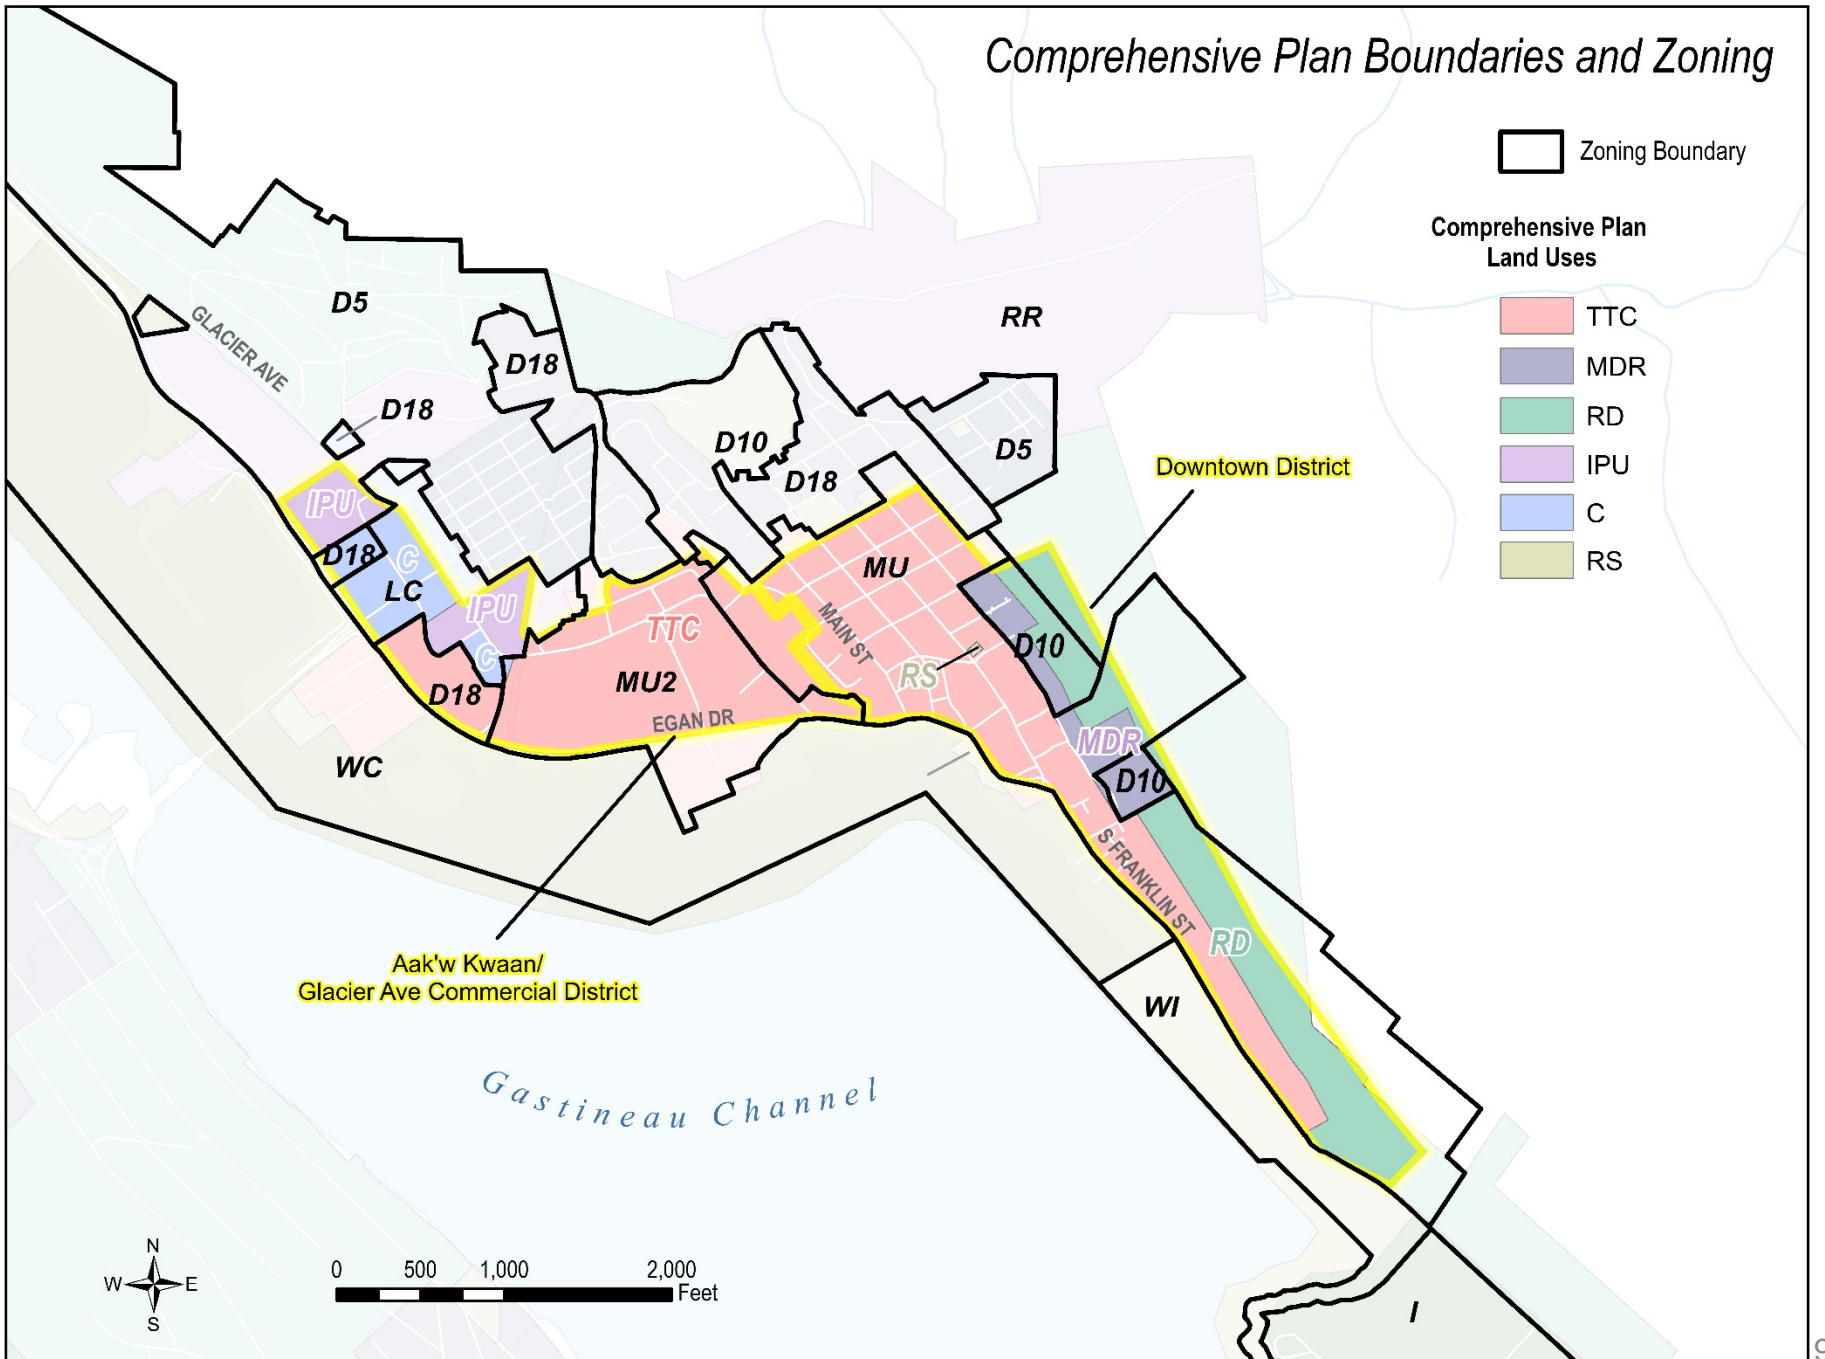 Comprehensive Plan Boundaries and Zoning
Zoning Boundary
Comprehensive Plan
Land Uses
TTC
MDR
RD
IPU
C
RS
D5
RR
GLACIER AVE
D18
D18
D10
D18
D5
Downtown District
IPU
D18
C
LC
IPU
C
D18
TTC
MU2
EGAN DR
MU
MAIN ST
RS
D10
MDR
D10
WC
S FRANKLIN ST
RD
Aak'w Kwaan/
Glacier Ave Commercial District
WI
Gastineau Channel
I
N
W E
S
0 500 1,000 2,000
Feet